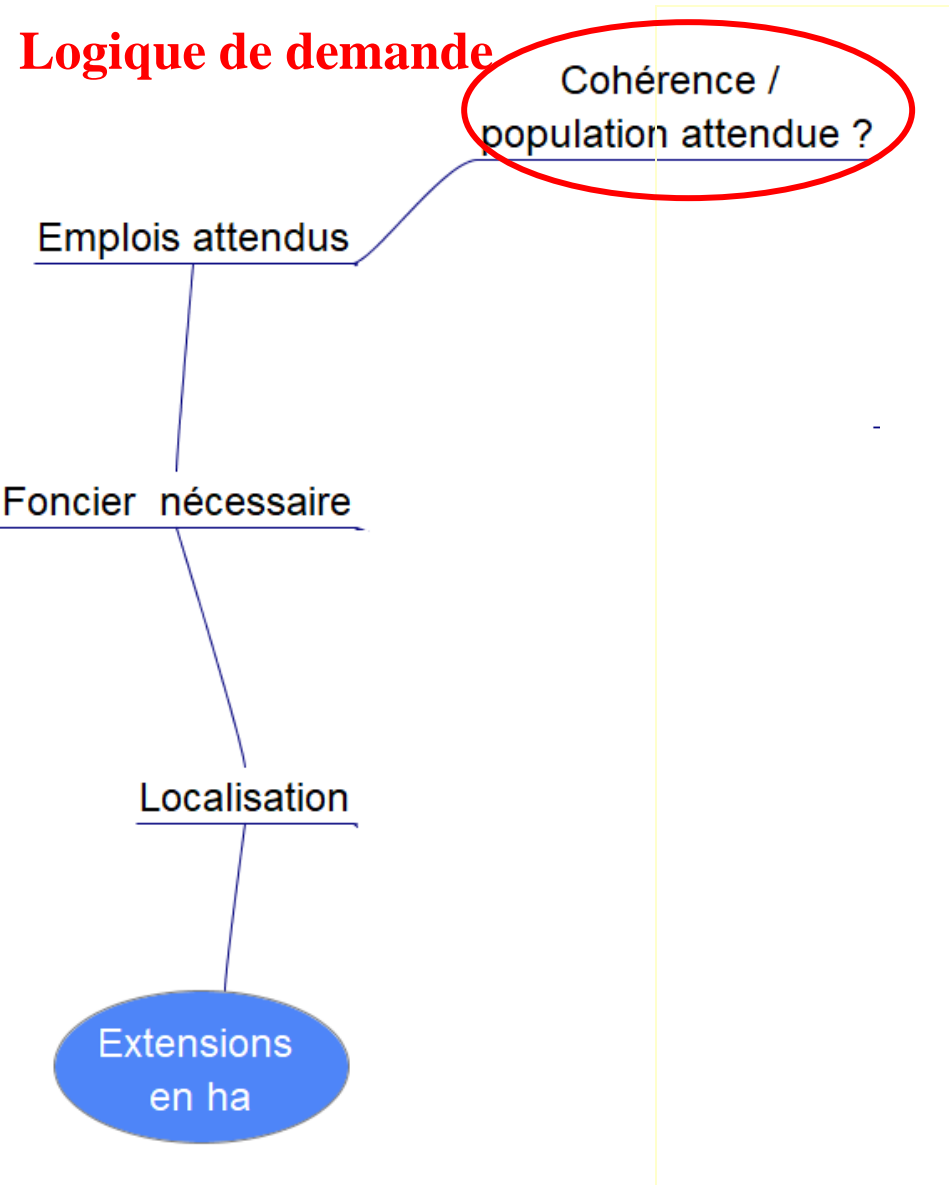 Logique de demande
Cohérence /
population attendue ?
Emplois attendus
Foncier nécessaire
Localisation
Extensions
en ha